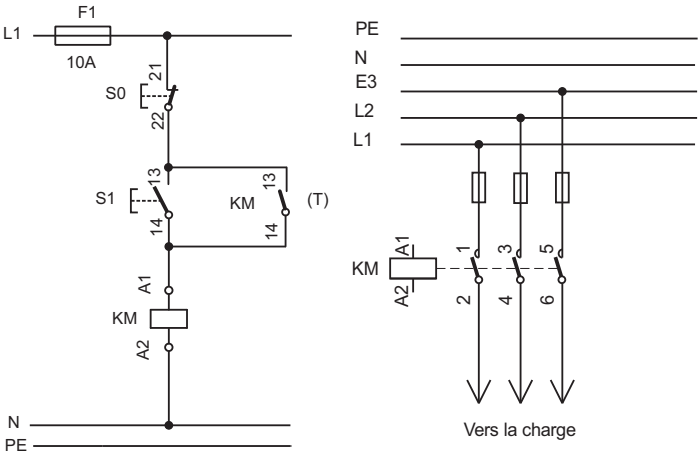 F1
L1
10A
21
S0
22
13
S1
14
13
KM
(T)
14
A1
KM
A2
N
PE
PE
N
E3
L2
L1
A1
KM
A2
1
3
5
2
4
6
Vers la charge